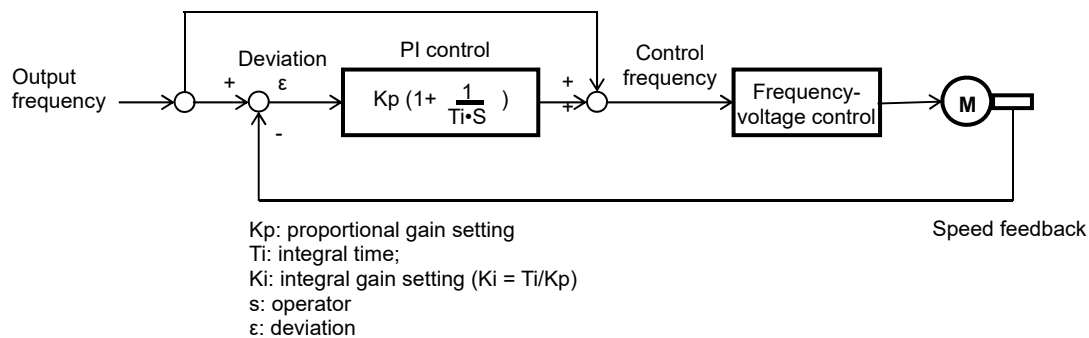 Output
frequency
Deviation
+
ε
-
PI control
Kp (1+ 1
Ti•S )
+
+
Control
frequency
Frequency-
voltage control
M
Speed feedback
Kp: proportional gain setting
Ti: integral time;
Ki: integral gain setting (Ki = Ti/Kp)
s: operator
ε: deviation